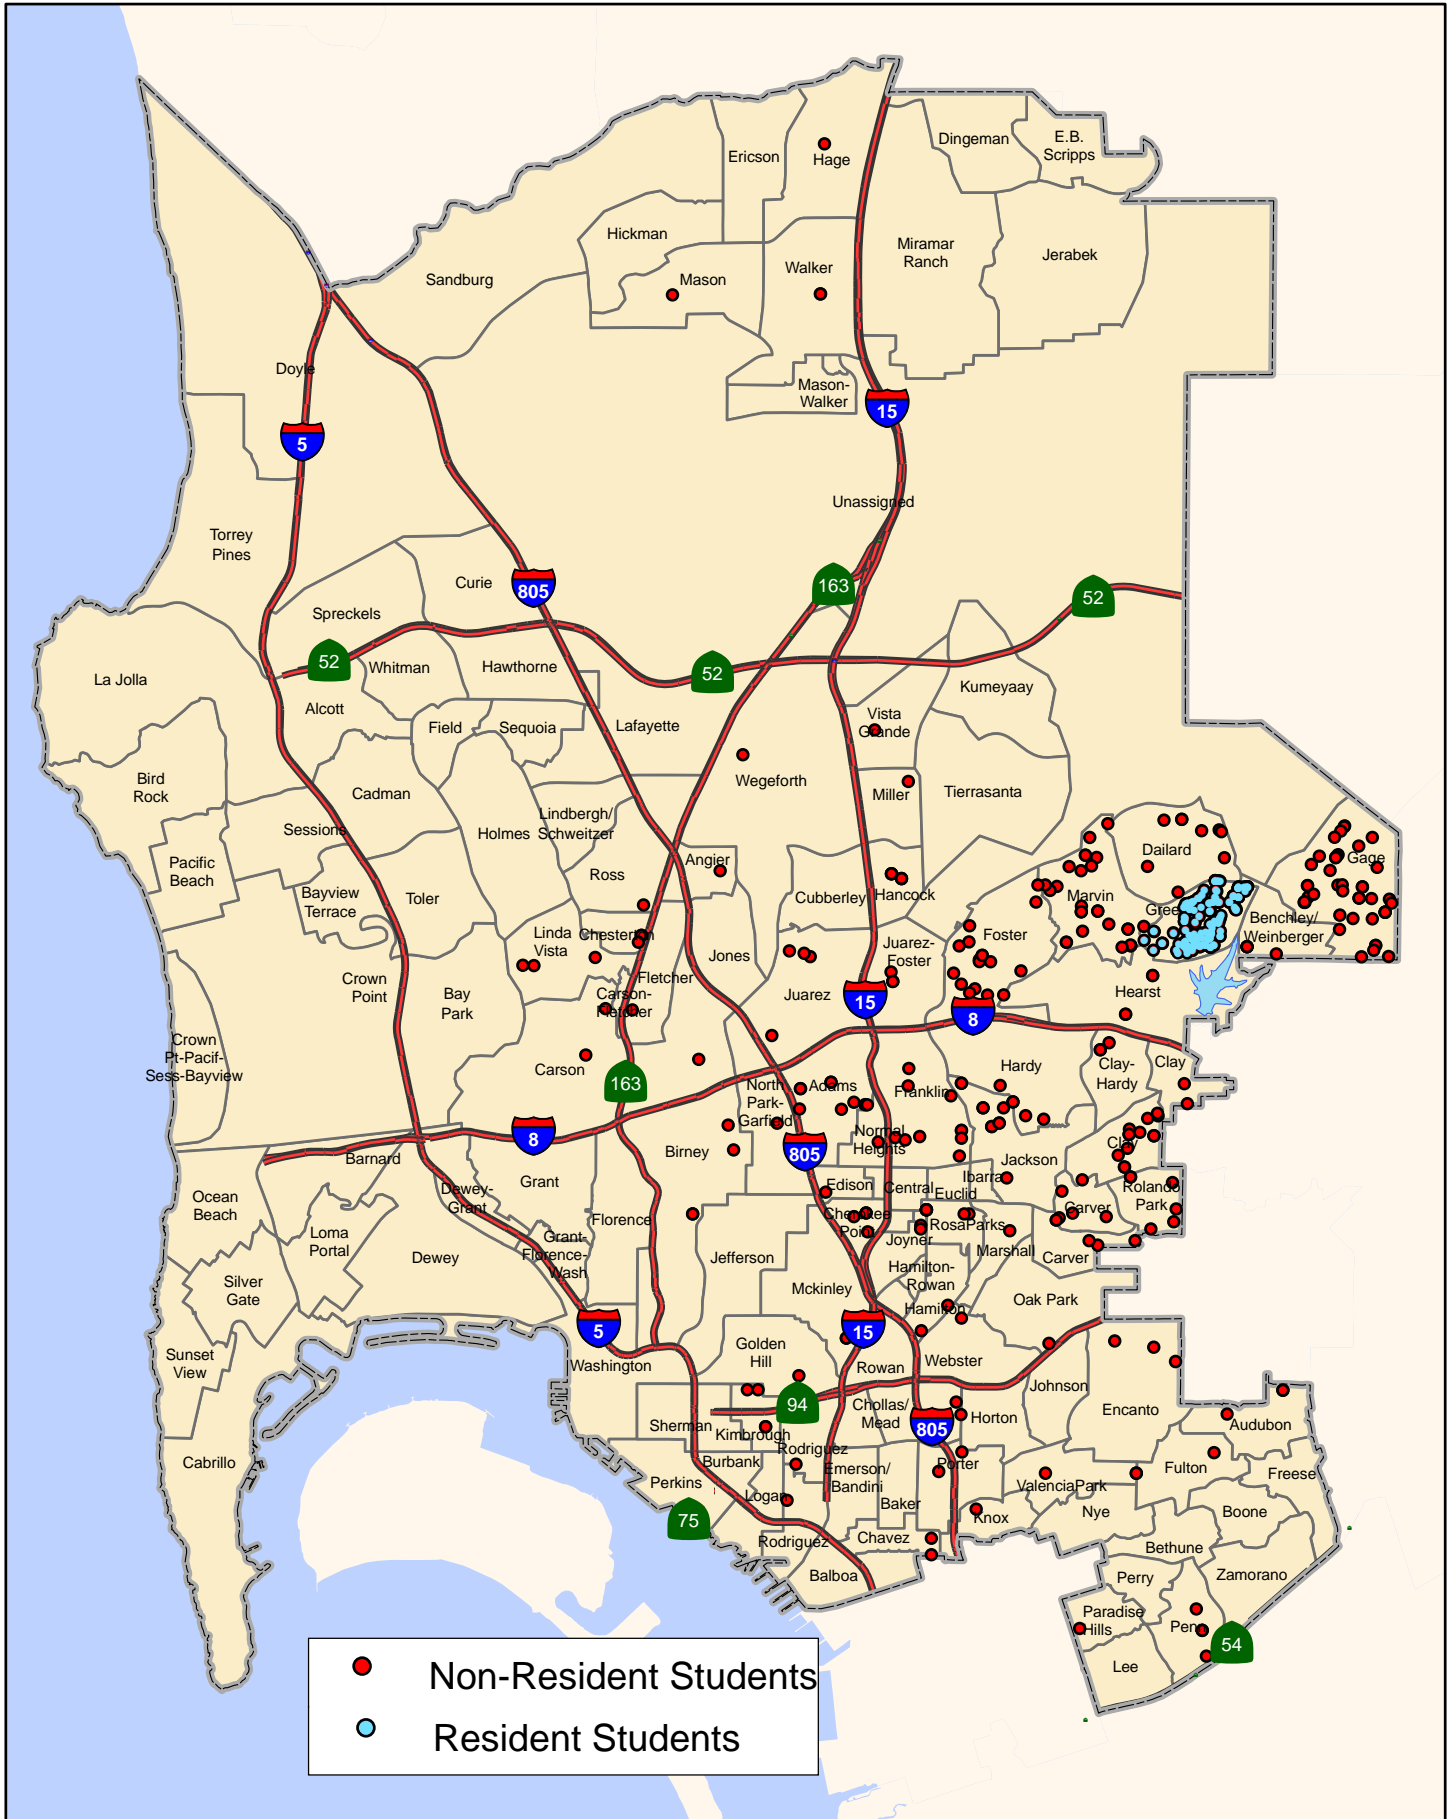 Dingeman
E.B.
Scripps
Ericson
Hage
Hickman
Miramar
Ranch
Jerabek
Sandburg
Mason
Walker
Doyle
Mason-
Walker
15
5
Unassigned
Torrey
Pines
163
52
Curie
805
Spreckels
52
Whitman
Hawthorne
52
La Jolla
Kumeyaay
Alcott
Field
Sequoia
Lafayette
Vista
Grande
Bird
Rock
Wegeforth
Cadman
Miller
Tierrasanta
Lindbergh/
Schweitzer
Sessions
Holmes
Dailard
Gage
Pacific
Beach
Ross
Angier
Bayview
Terrace
Toler
Cubberley
Hancock
Marvin
Gree
Benchley/
Weinberger
Linda
Vista
Chesterton
Foster
Juarez-
Foster
Jones
Crown
Point
Fletcher
Bay
Park
Carson-
Fletcher
Juarez
15
8
Hearst
Crown
Pt-Pacif-
Sess-Bayview
Carson
163
North
Park-
Garfield
Adams
Franklin
Hardy
Clay-
Hardy
Clay
8
Birney
805
Normal
Heights
Clay
Barnard
Jackson
Ocean
Beach
Dewey-
Grant
Grant
Edison
Central
Ibarra
Euclid
Rolando
Park
Loma
Portal
Florence
Cherokee
Point
RosaParks
Carver
Joyner
Dewey
Grant-
Florence-
Wash
Jefferson
Marshall
Carver
Silver
Gate
Mckinley
Hamilton-
Rowan
Oak Park
Hamilton
5
15
Sunset
View
Washington
Golden
Hill
Rowan
Webster
Johnson
94
Chollas/
Mead
Horton
Encanto
Sherman
Kimbrough
805
Audubon
Cabrillo
Rodriguez
Burbank
Perkins
Emerson/
Bandini
Porter
Fulton
Freese
ValenciaPark
Logan
Baker
Nye
Boone
75
Knox
Rodriguez
Chavez
Bethune
Balboa
Perry
Zamorano
Paradise
Hills
54
Lee
Non-Resident Students
Resident Students